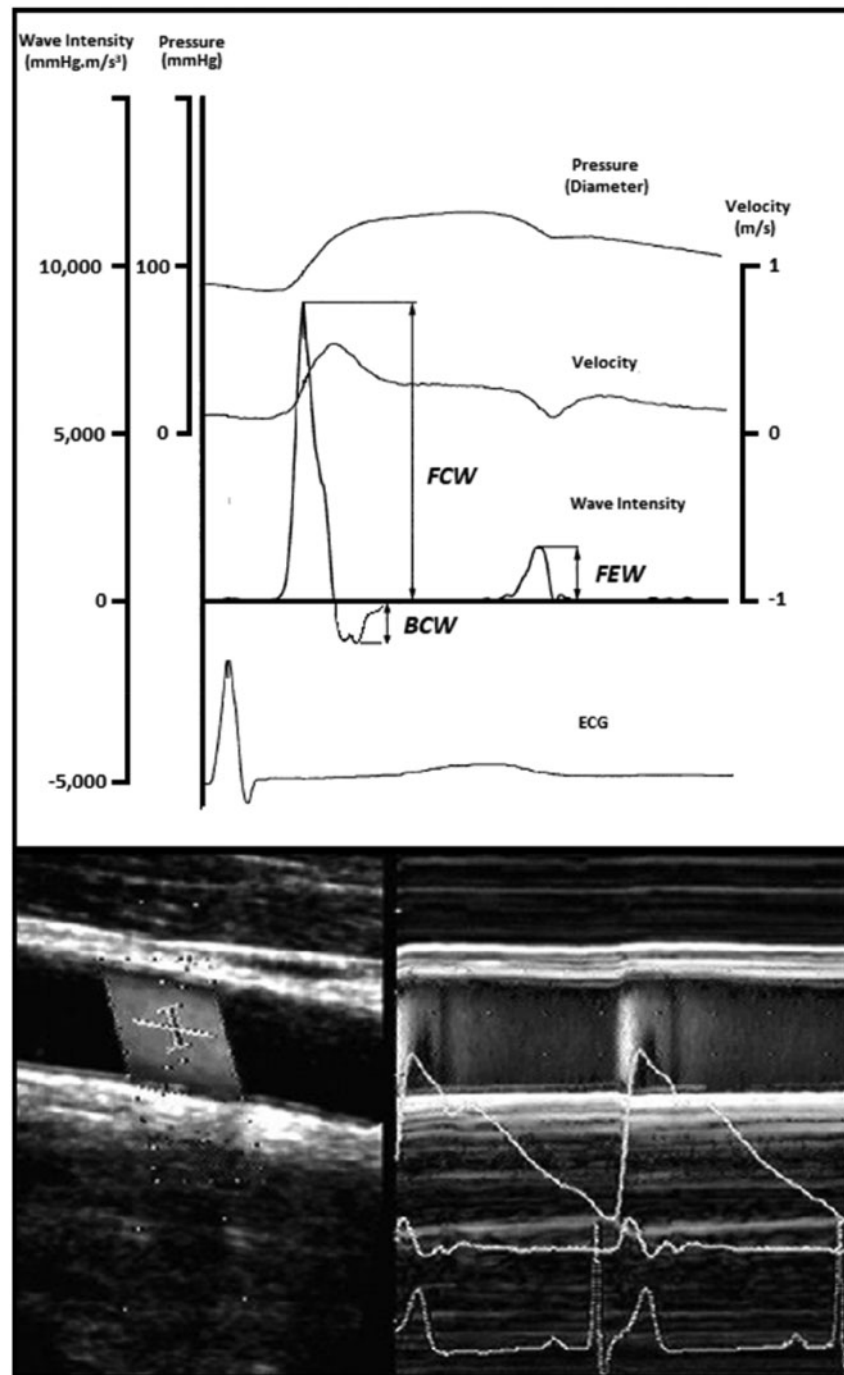 Wave Intensity
(mmHg.m/s³)
Pressure
(mmHg)
Pressure
(Diameter)
Velocity
(m/s)
10,000
100
1
Velocity
5,000
0
0
FCW
Wave Intensity
FEW
0
-1
BCW
ECG
-5,000